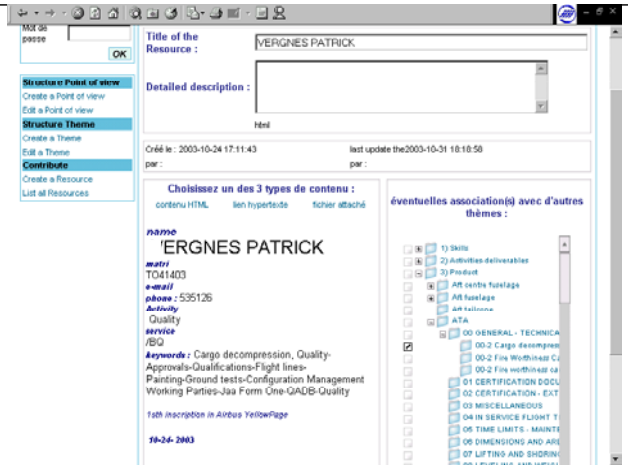 Mot de
passe
OK
Structure Point of view
Create a Point of view
Edit a Point of view
Structure Theme
Create a Theme
Edit a Theme
Contribute
Create a Resource
List all Resources
Title of the
Resource :
VERGNES PATRICK
Detailed description :
html
Créé le : 2003-10-24 17:11:43
last update the2003-10-31 18:18:58
par :
par :
Choisissez un des 3 types de contenu :
contenu HTML
lien hypertexte
fichier attaché
name
VERGNES PATRICK
matri
TO41403
e-mail
phone : 535126
Activity
Quality
service
/BQ
keywords : Cargo decompression, Quality-
Approvals-Qualifications-Flight lines-
Painting-Ground tests-Configuration Management
Working Parties-Jaa Form One-QADB-Quality
1sth inscription in Airbus YellowPage
10-24- 2003
éventuelles association(s) avec d'autres
thèmes :
1) Skills
2) Activities deliverables
3) Product
Aft centre fuselage
Aft fuselage
Aft tailcone
ATA
00 GENERAL - TECHNICA
00-2 Cargo decompress
00-2 Fire Worthiness Ca
00-2 Fire worthiness ca
01 CERTIFICATION DOCU
02 CERTIFICATION - EXT
03 MISCELLANEOUS
04 IN SERVICE FLIGHT T
05 TIME LIMITS - MAINTE
06 DIMENSIONS AND ARE
07 LIFTING AND SHORING